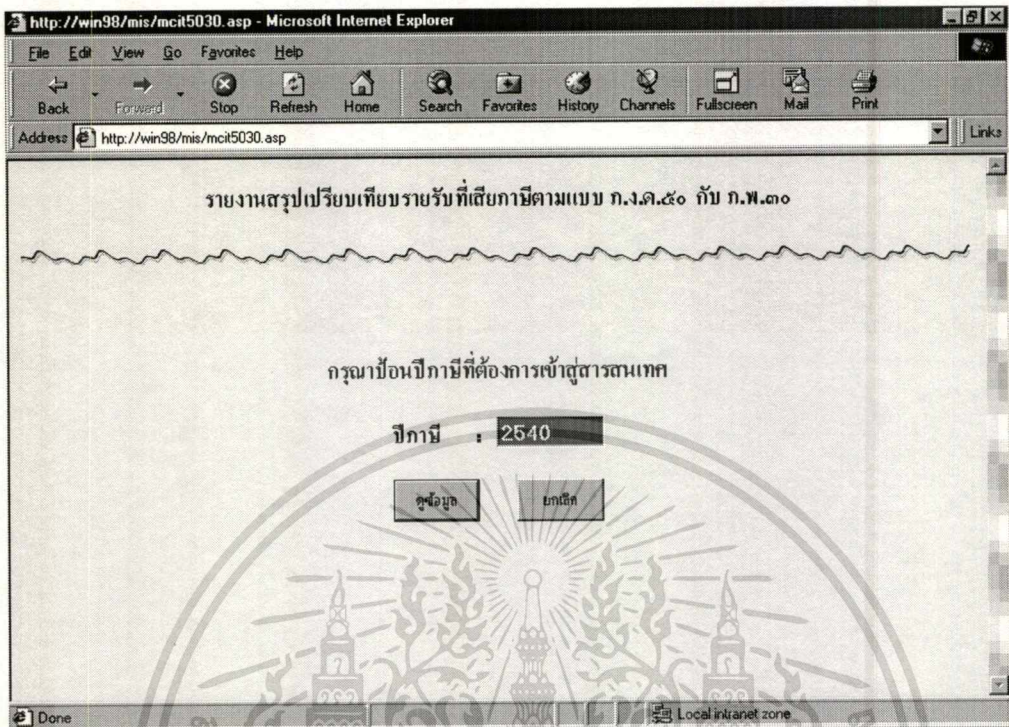 http://win98/mis/mcit5030.asp - Microsoft Internet Explorer
File Edit View Go Favorites Help
Back Forward Stop Refresh Home Search Favorites History Channels Fullscreen Mail Print
Address http://win98/mis/mcit5030.asp Links
รายงานสรุปเปรียบเทียบรายรับที่เสียภาษีตามแบบ ภ.ง.ด.๕๐ กับ ภ.พ.๓๐
กรุณาป้อนปีภาษีที่ต้องการเข้าสู่สารสนเทศ
ปีภาษี : 2540
ดูข้อมูล ยกเลิก
Done Local intranet zone